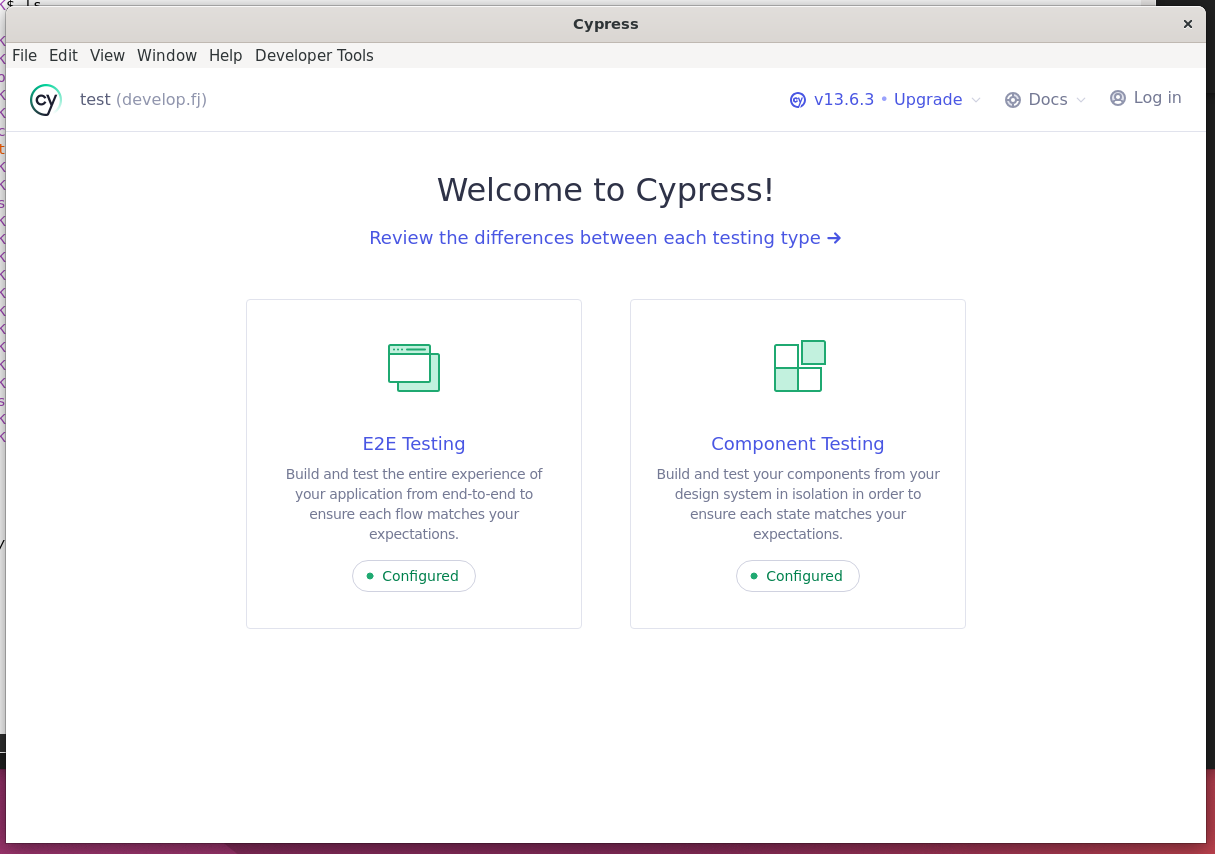 $ ls
Cypress
File Edit View Window Help Developer Tools
cy test (develop.fj) v13.6.3 • Upgrade Docs Log in
Welcome to Cypress!
Review the differences between each testing type →
E2E Testing
Build and test the entire experience of
your application from end-to-end to
ensure each flow matches your
expectations.
Configured
Component Testing
Build and test your components from your
design system in isolation in order to
ensure each state matches your
expectations.
Configured